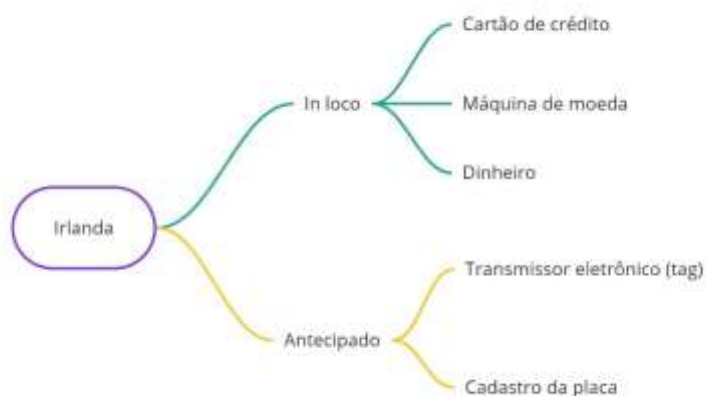 Irlanda
In loco
Cartão de crédito
Máquina de moeda
Dinheiro
Antecipado
Transmissor eletrônico (tag)
Cadastro da placa